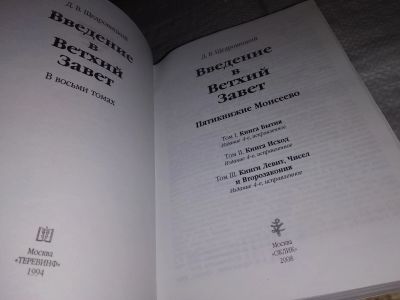 Д. В. Щедровицкий
Введение
в
Ветхий
Завет
В восьми томах
Москва
«ТЕРЕВИНФ»
1994
Д. В. Щедровицкий
Введение
в
Ветхий
Завет
Пятикнижие Моисеево
Том I. Книга Бытия
Издание 4-е, исправленное
Том II. Книга Исход
Издание 4-е, исправленное
Том III. Книги Левит, Чисел
и Второзакония
Издание 4-е, исправленное
Москва
«ОКЛИК»
2008